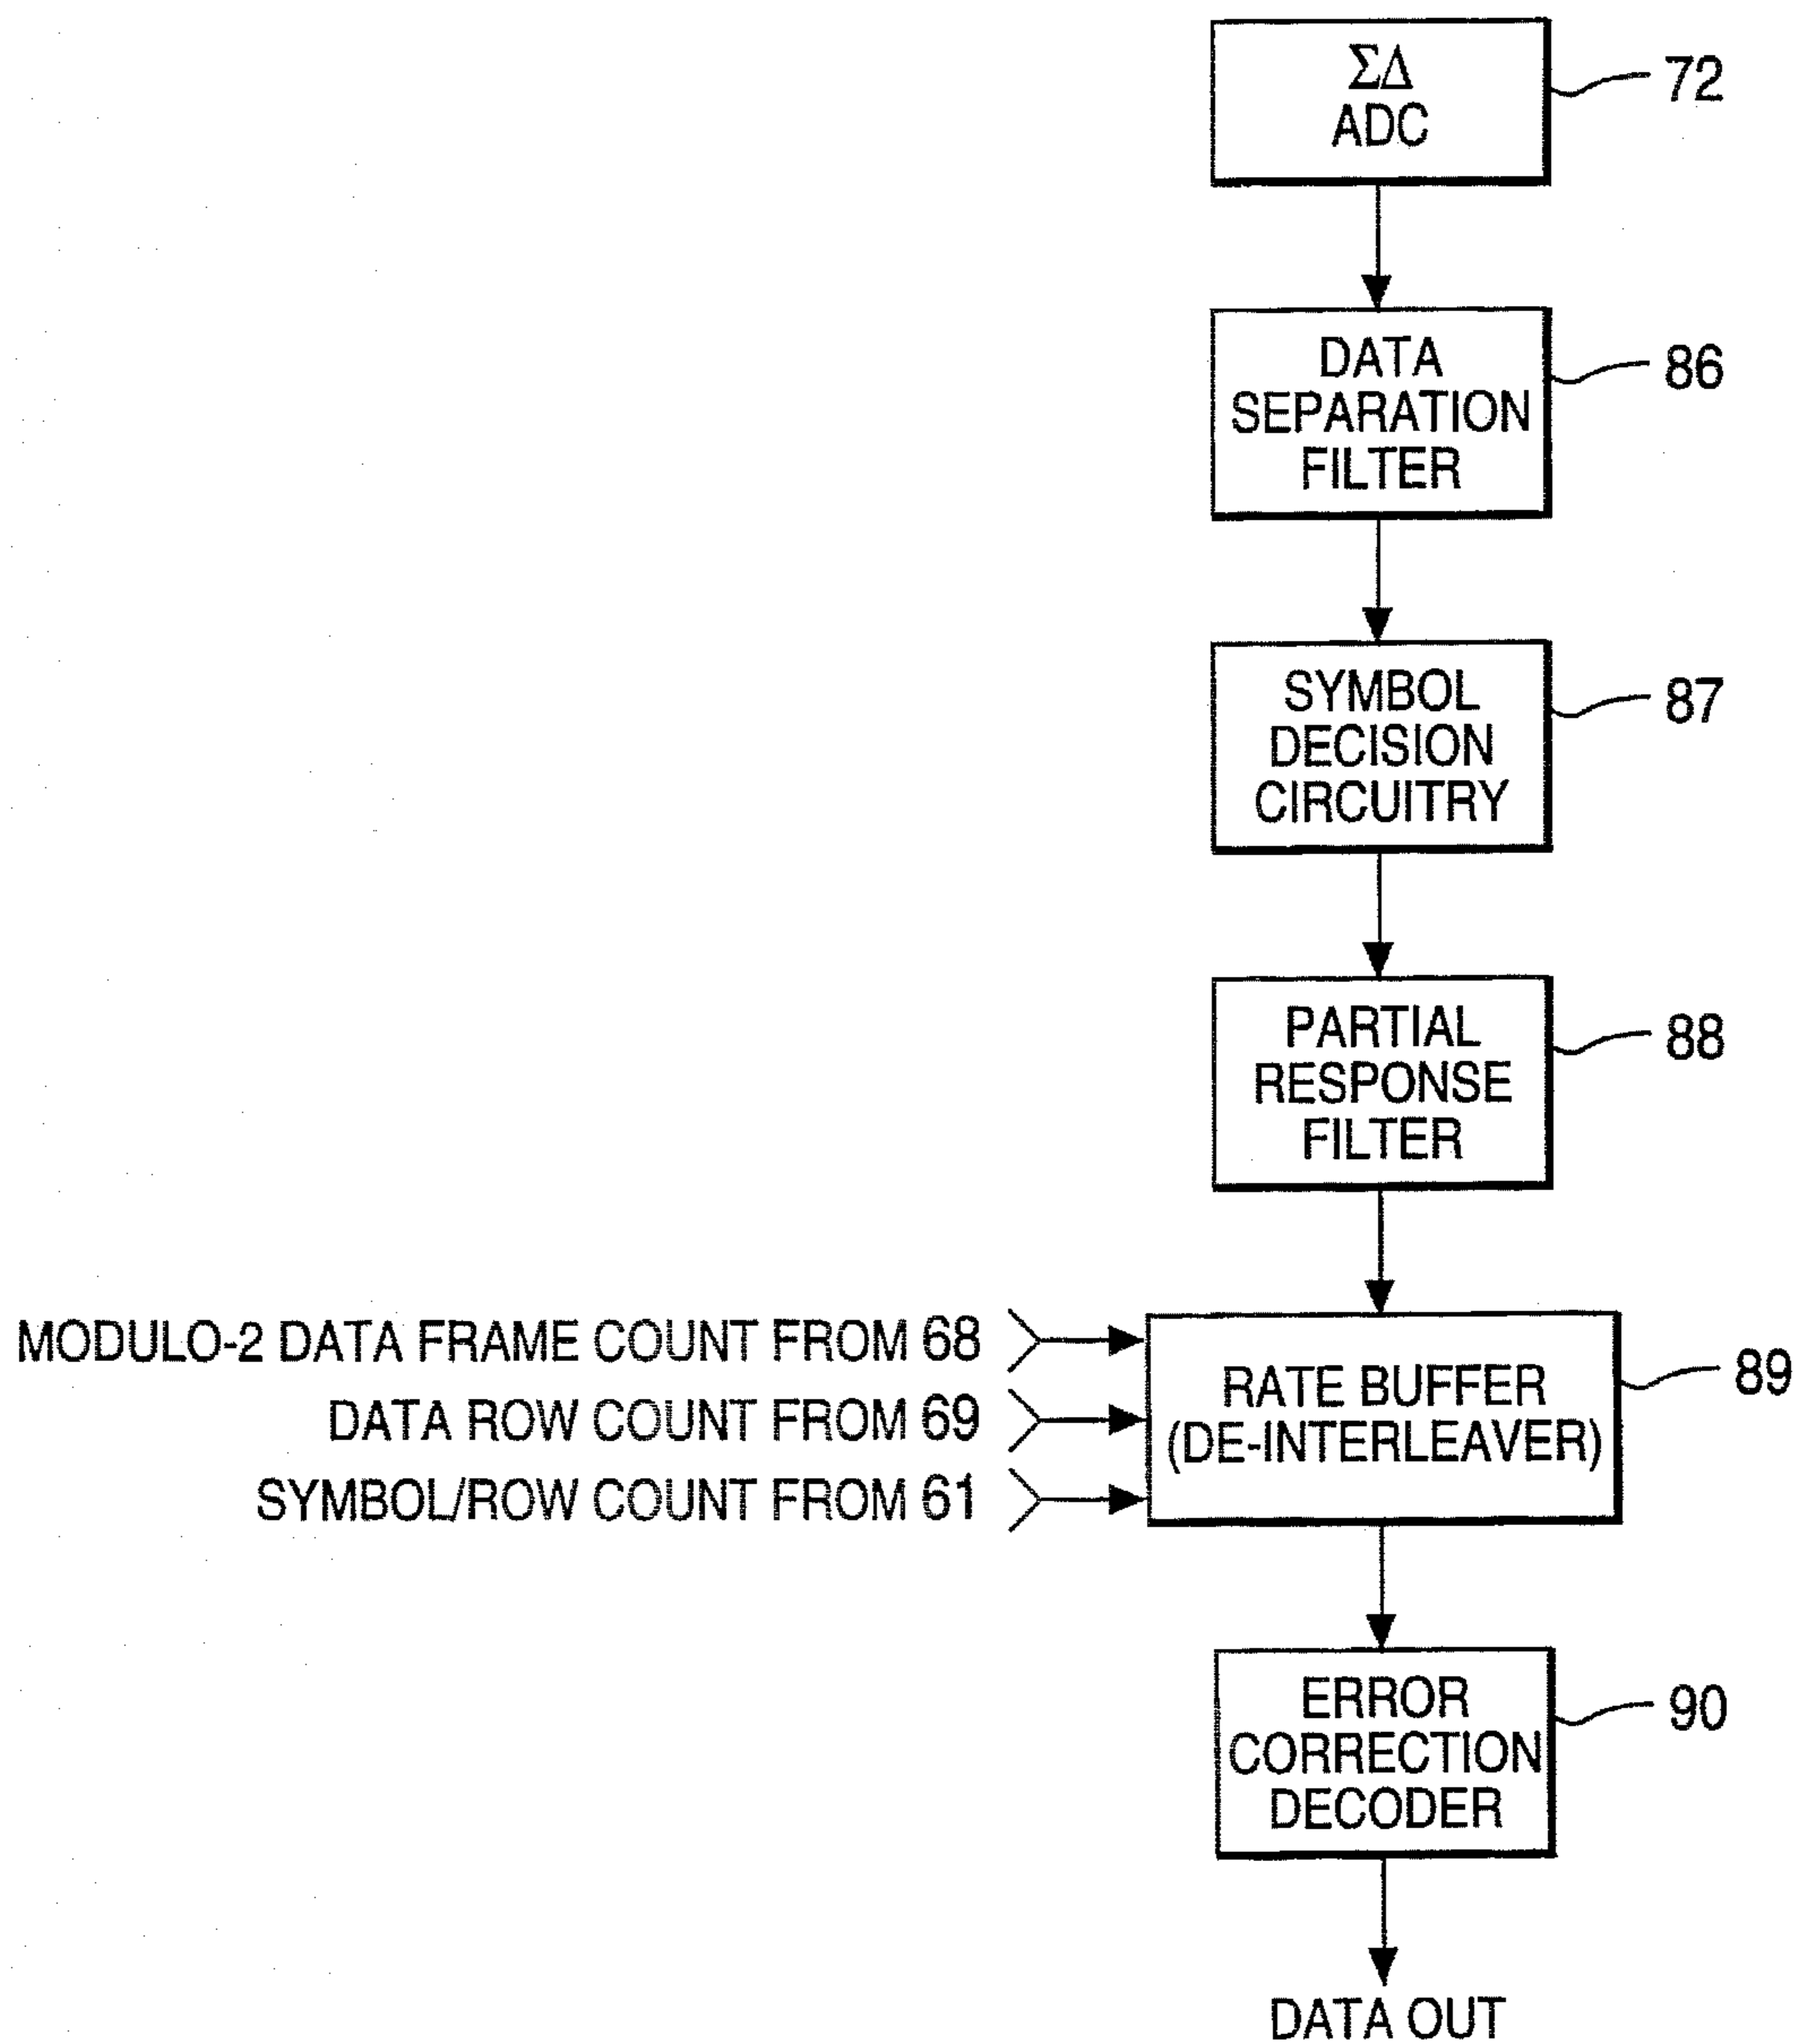 ΣΔ
ADC
72
DATA
SEPARATION
FILTER
86
SYMBOL
DECISION
CIRCUITRY
87
PARTIAL
RESPONSE
FILTER
88
MODULO-2 DATA FRAME COUNT FROM 68
DATA ROW COUNT FROM 69
SYMBOL/ROW COUNT FROM 61
RATE BUFFER
(DE-INTERLEAVER)
89
ERROR
CORRECTION
DECODER
90
DATA OUT